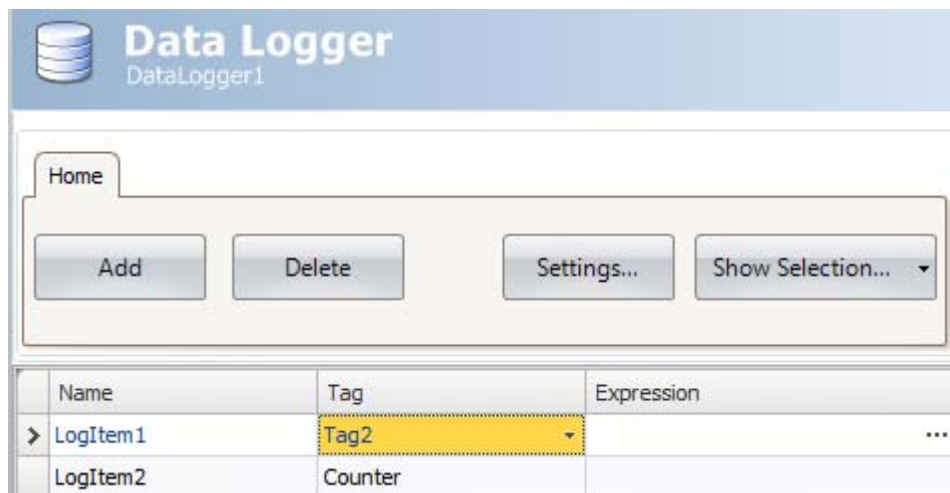 Data Logger
DataLogger1
Home
Add Delete Settings... Show Selection...
Name Tag Expression
LogItem1 Tag2 ...
LogItem2 Counter